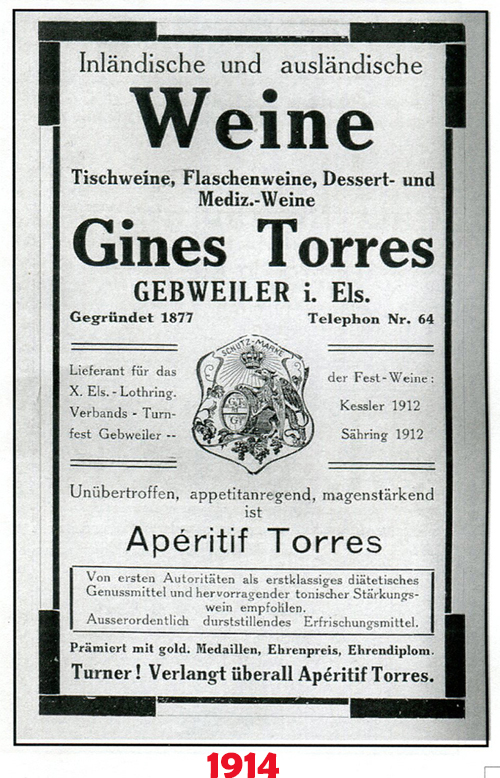 Inländische und ausländische
Weine
Tischweine, Flaschenweine, Dessert- und
Mediz.-Weine
Gines Torres
GEBWEILER i. Els.
Gegründet 1877
Telephon Nr. 64
SCHUTZ-MARKE
Lieferant für das
X. Els.-Lothring.
Verbands-Turn-
fest Gebweiler --
der Fest-Weine:
Kessler 1912
Sähring 1912
Unübertroffen, appetitanregend, magenstärkend
ist
Apéritif Torres
Von ersten Autoritäten als erstklassiges diätetisches
Genussmittel und hervorragender tonischer Stärkungs-
wein empfohlen.
Ausserordentlich durststillendes Erfrischungsmittel.
Prämiert mit gold. Medaillen, Ehrenpreis, Ehrendiplom.
Turner! Verlangt überall Apéritif Torres.
1914